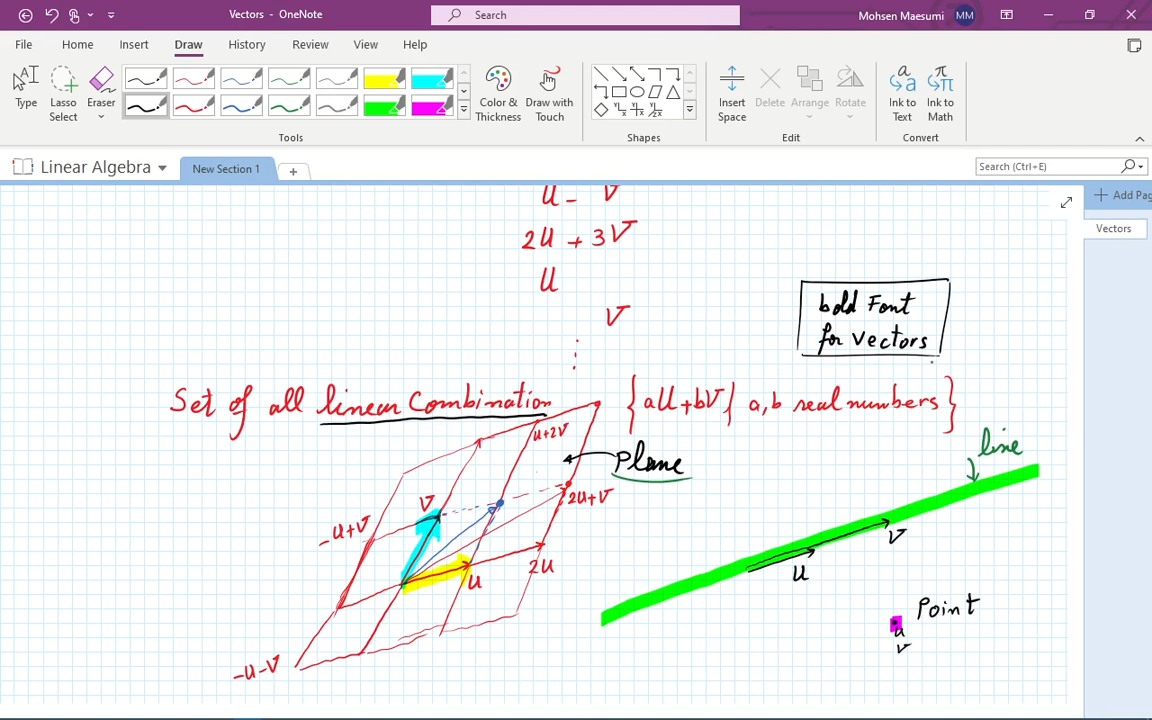 Vectors - OneNote
Search
Mohsen Maesumi MM
File Home Insert Draw History Review View Help
Type
Lasso Select
Eraser
Color & Thickness
Draw with Touch
Insert Space
Delete
Arrange
Rotate
Ink to Text
Ink to Math
Tools
Shapes
Edit
Convert
Linear Algebra
New Section 1
Search (Ctrl+E)
Add Pag
Vectors
u - v
2u + 3v
u
v
bold Font
for vectors
Set of all linear Combination {au+bv| a,b real numbers}
u+2v
Plane
line
v
2u+v
-u+v
u
2u
v
u
Point
u
v
-u-v